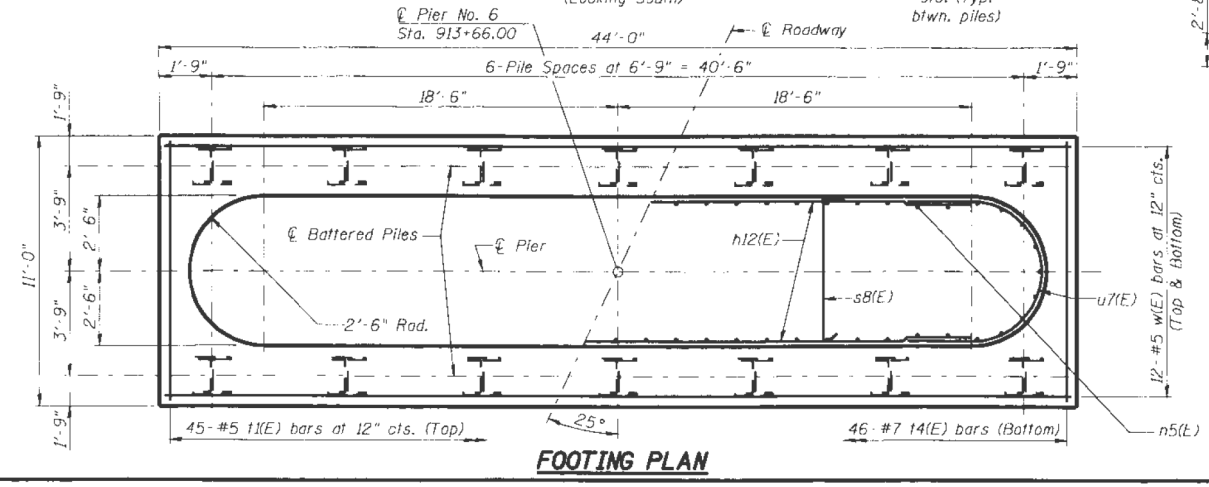 (Looking South)
btwn. piles)
2'-8
℄ Pier No. 6
Sta. 913+66.00
℄ Roadway
44'-0"
1'-9"
6-Pile Spaces at 6'-9" = 40'-6"
1'-9"
18'-6"
18'-6"
1'-9"
11'-0"
3'-9"
2'-6"
3'-9"
2'-6"
1'-9"
℄ Battered Piles
℄ Pier
h12(E)
s8(E)
u7(E)
2'-6" Rad.
12-#5 w(E) bars at 12" cts.
(Top & Bottom)
n5(E)
25°
45-#5 t1(E) bars at 12" cts. (Top)
46-#7 t4(E) bars (Bottom)
FOOTING PLAN